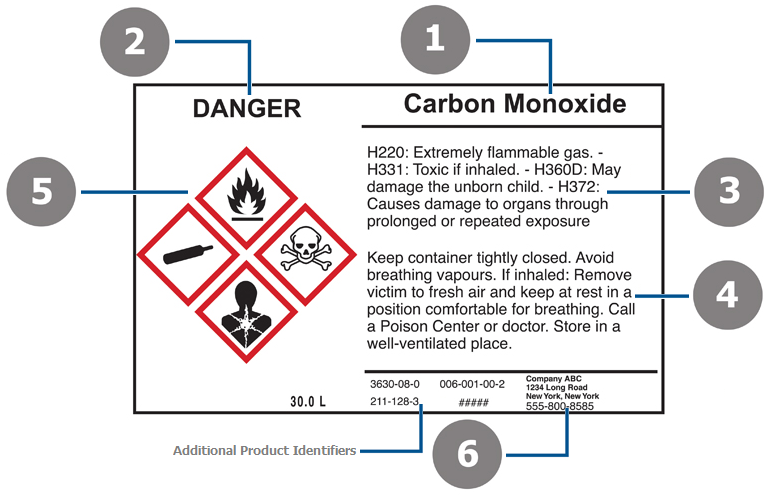 2
1
DANGER
Carbon Monoxide
H220: Extremely flammable gas. -
H331: Toxic if inhaled. - H360D: May
damage the unborn child. - H372:
Causes damage to organs through
prolonged or repeated exposure
3
5
Keep container tightly closed. Avoid
breathing vapours. If inhaled: Remove
victim to fresh air and keep at rest in a
position comfortable for breathing. Call
a Poison Center or doctor. Store in a
well-ventilated place.
4
30.0 L
3630-08-0 006-001-00-2
211-128-3 #####
Company ABC
1234 Long Road
New York, New York
555-800-8585
Additional Product Identifiers
6